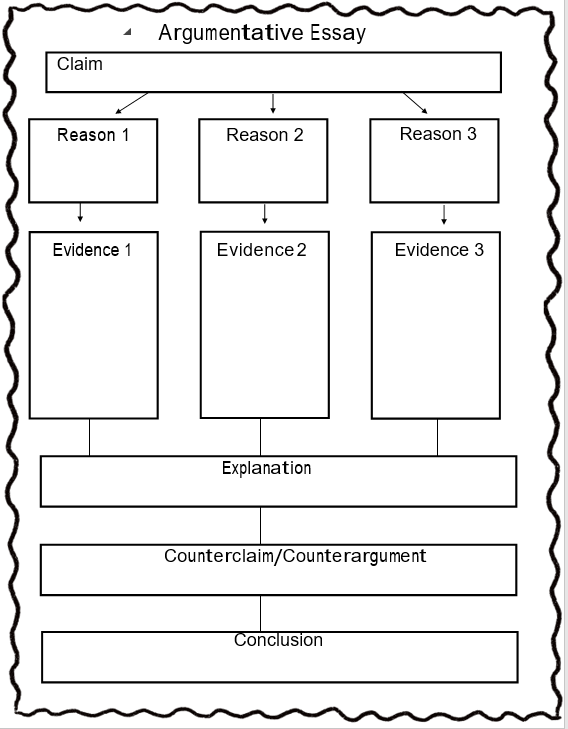 Argumentative Essay
Claim
Reason 1
Reason 2
Reason 3
Evidence 1
Evidence 2
Evidence 3
Explanation
Counterclaim/Counterargument
Conclusion